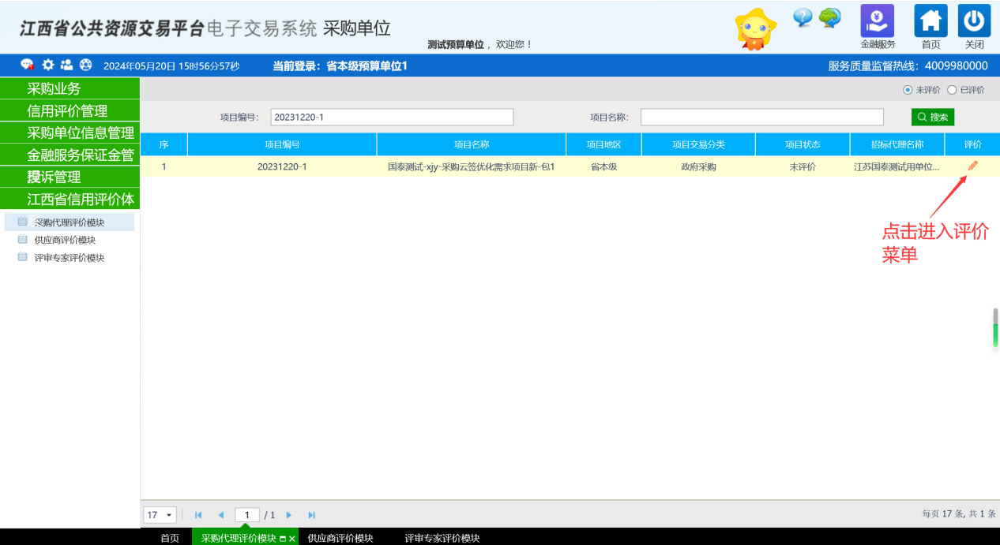 江西省公共资源交易平台 电子交易系统 采购单位
测试预算单位 ，欢迎您！
金融服务 首页 关闭
2024年05月20日 15时56分57秒 当前登录：省本级预算单位1 服务质量监督热线：4009980000
采购业务
信用评价管理
采购单位信息管理
金融服务保证金管
投诉管理
江西省信用评价体
采购代理评价模块
供应商评价模块
评审专家评价模块
未评价 已评价
项目编号： 20231220-1 项目名称： 搜索
序 项目编号 项目名称 项目地区 项目交易分类 项目状态 招标代理名称 评价
1 20231220-1 国泰测试-xjy-采购云签优化需求项目新-包1 省本级 政府采购 未评价 江苏国泰测试用单位...
点击进入评价
菜单
17 1 / 1 每页 17 条, 共 1 条
首页 采购代理评价模块 供应商评价模块 评审专家评价模块